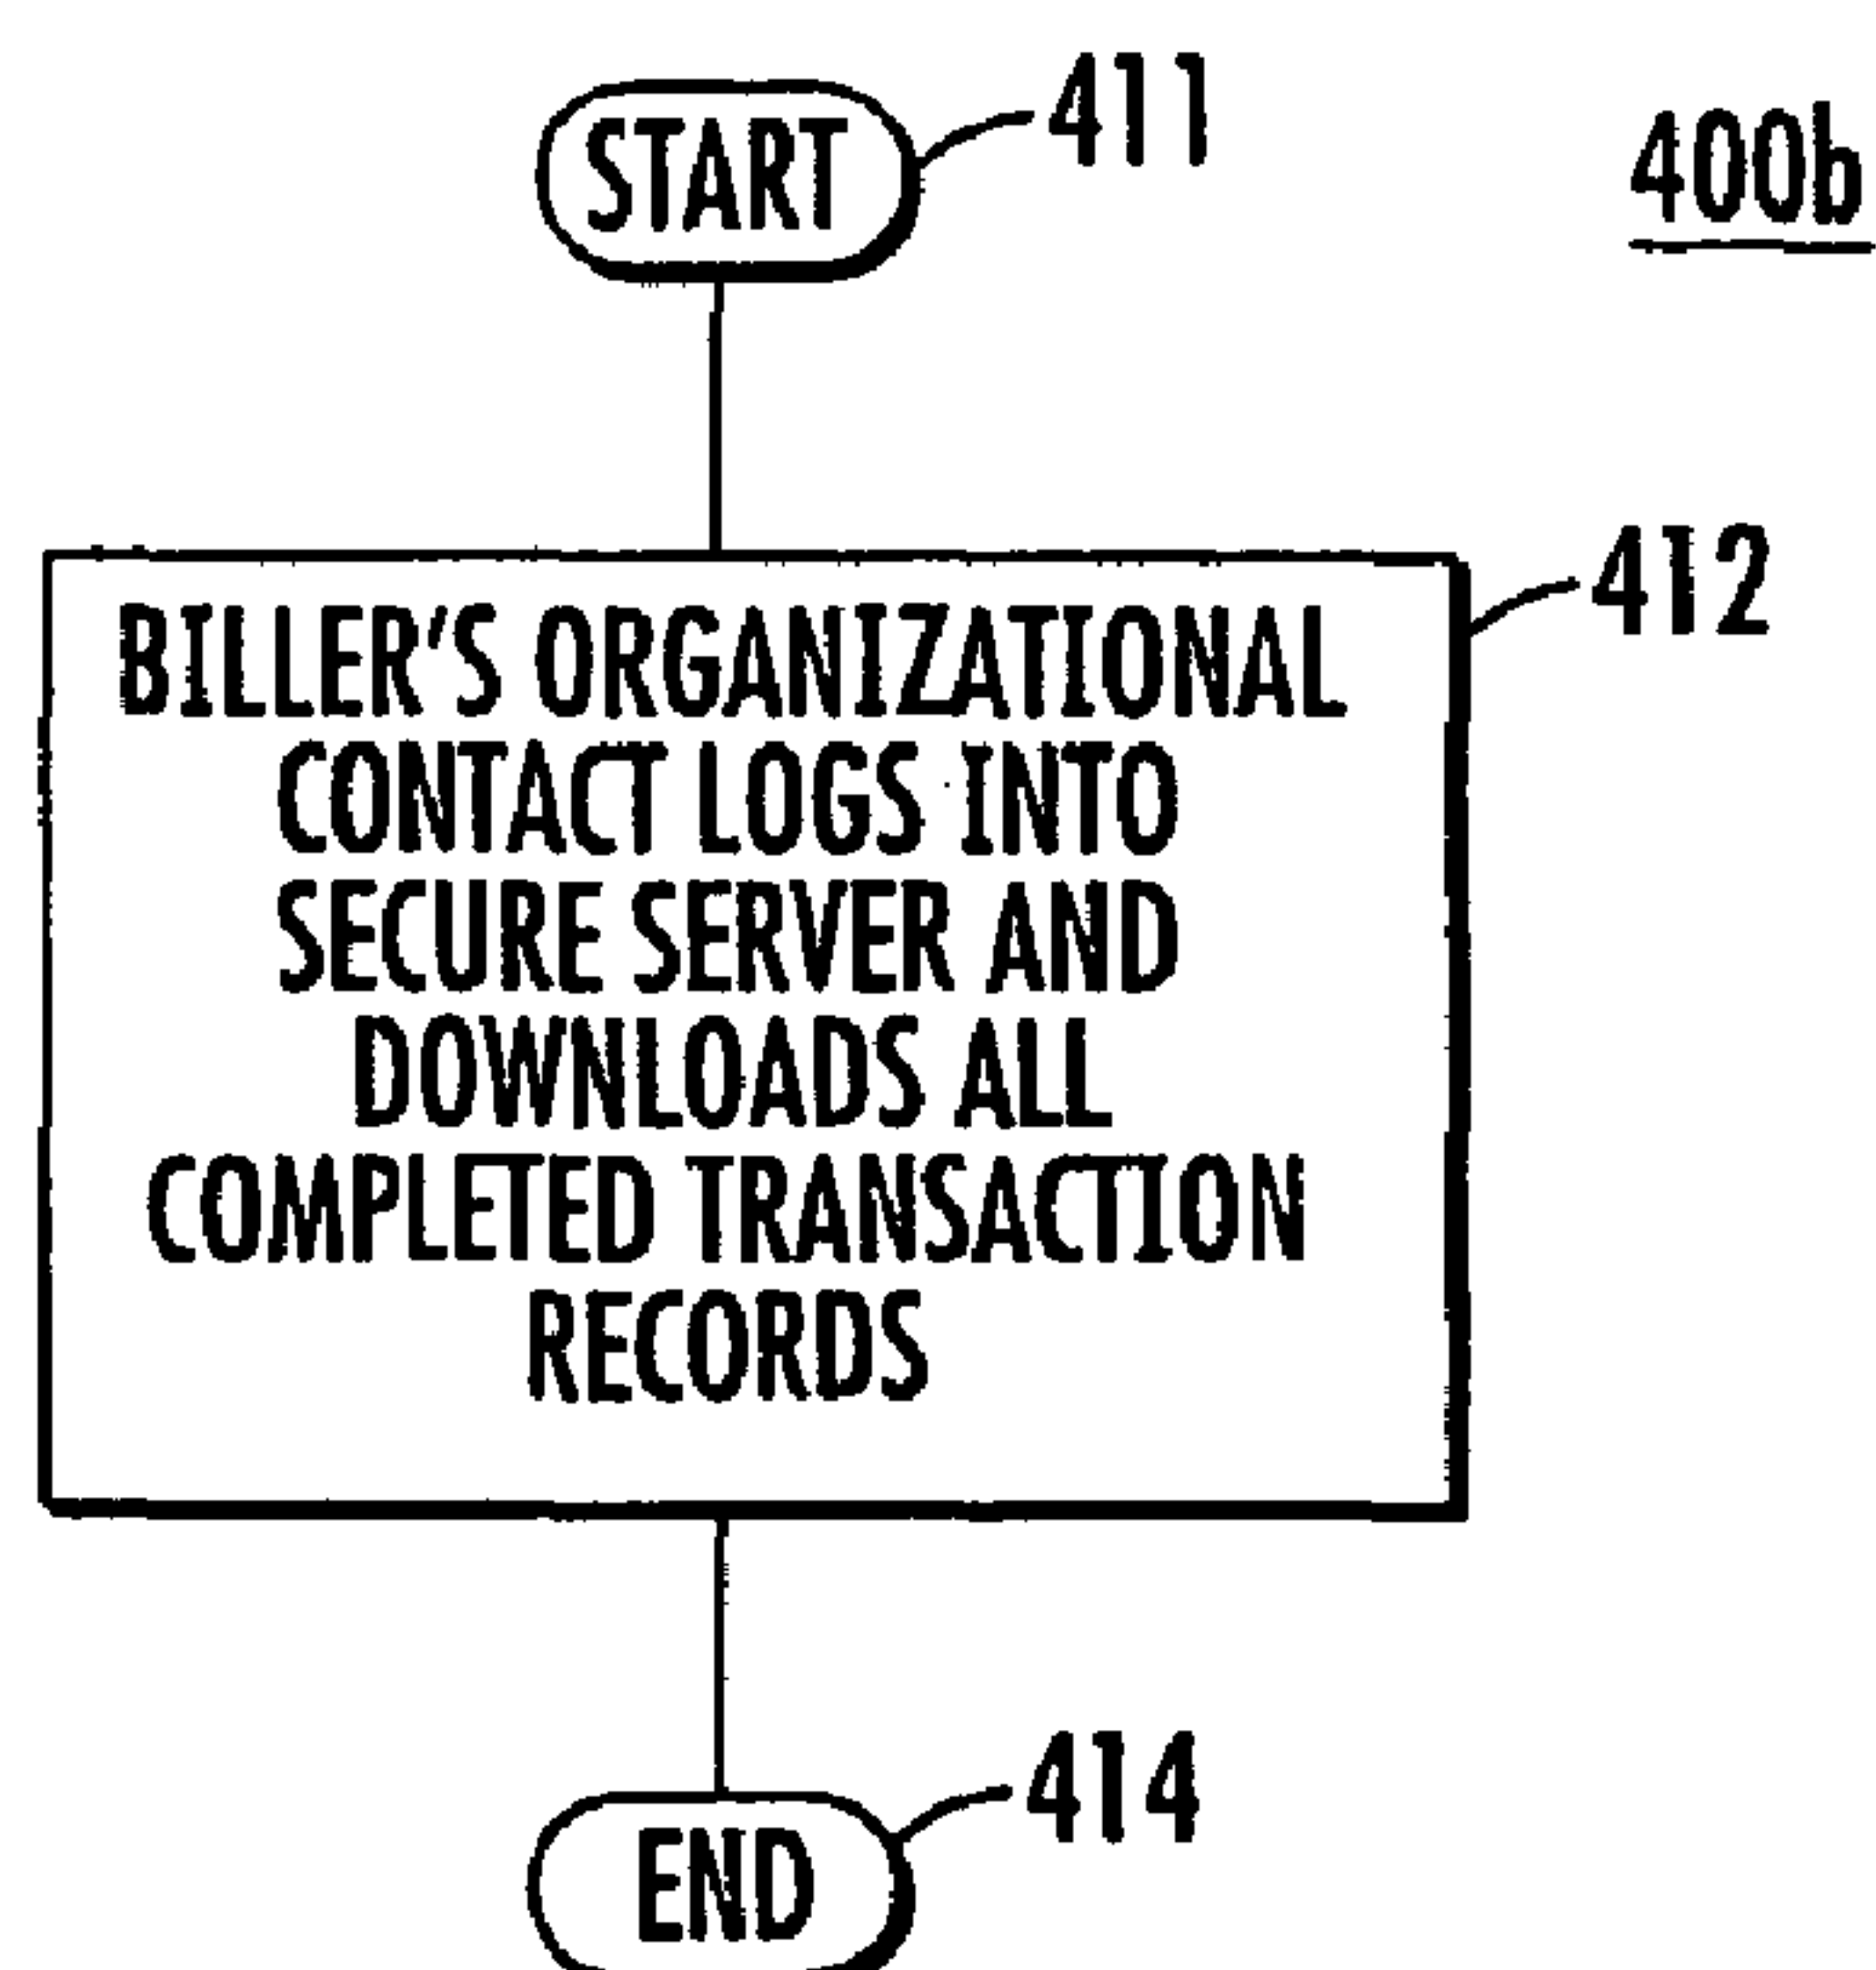 START
411
400b
BILLER'S ORGANIZATIONAL
CONTACT LOGS INTO
SECURE SERVER AND
DOWNLOADS ALL
COMPLETED TRANSACTION
RECORDS
412
END
414